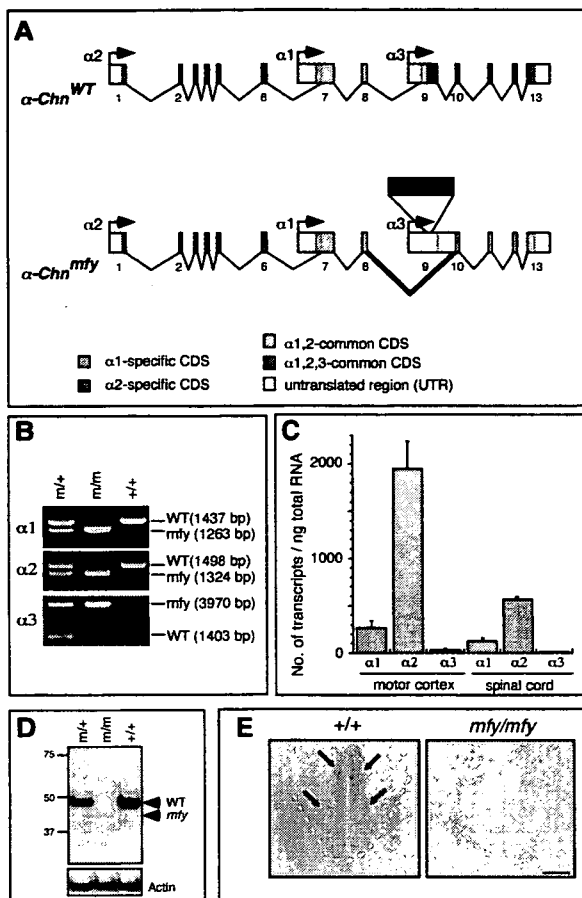 A
α2
α1
α3
α-Chn WT
1 2 6 7 8 9 10 13
α2
α1
α3
α-Chn mfy
1 2 6 7 8 9 10 13
α1-specific CDS
α2-specific CDS
α1,2-common CDS
α1,2,3-common CDS
untranslated region (UTR)
B
m/+ m/m +/+
α1
WT(1437 bp)
mfy (1263 bp)
α2
WT(1498 bp)
mfy (1324 bp)
α3
mfy (3970 bp)
WT (1403 bp)
C
No. of transcripts / ng total RNA
2000
1000
0
α1 α2 α3 α1 α2 α3
motor cortex spinal cord
D
m/+ m/m +/+
75
50
37
WT
mfy
Actin
E
+/+ mfy/mfy